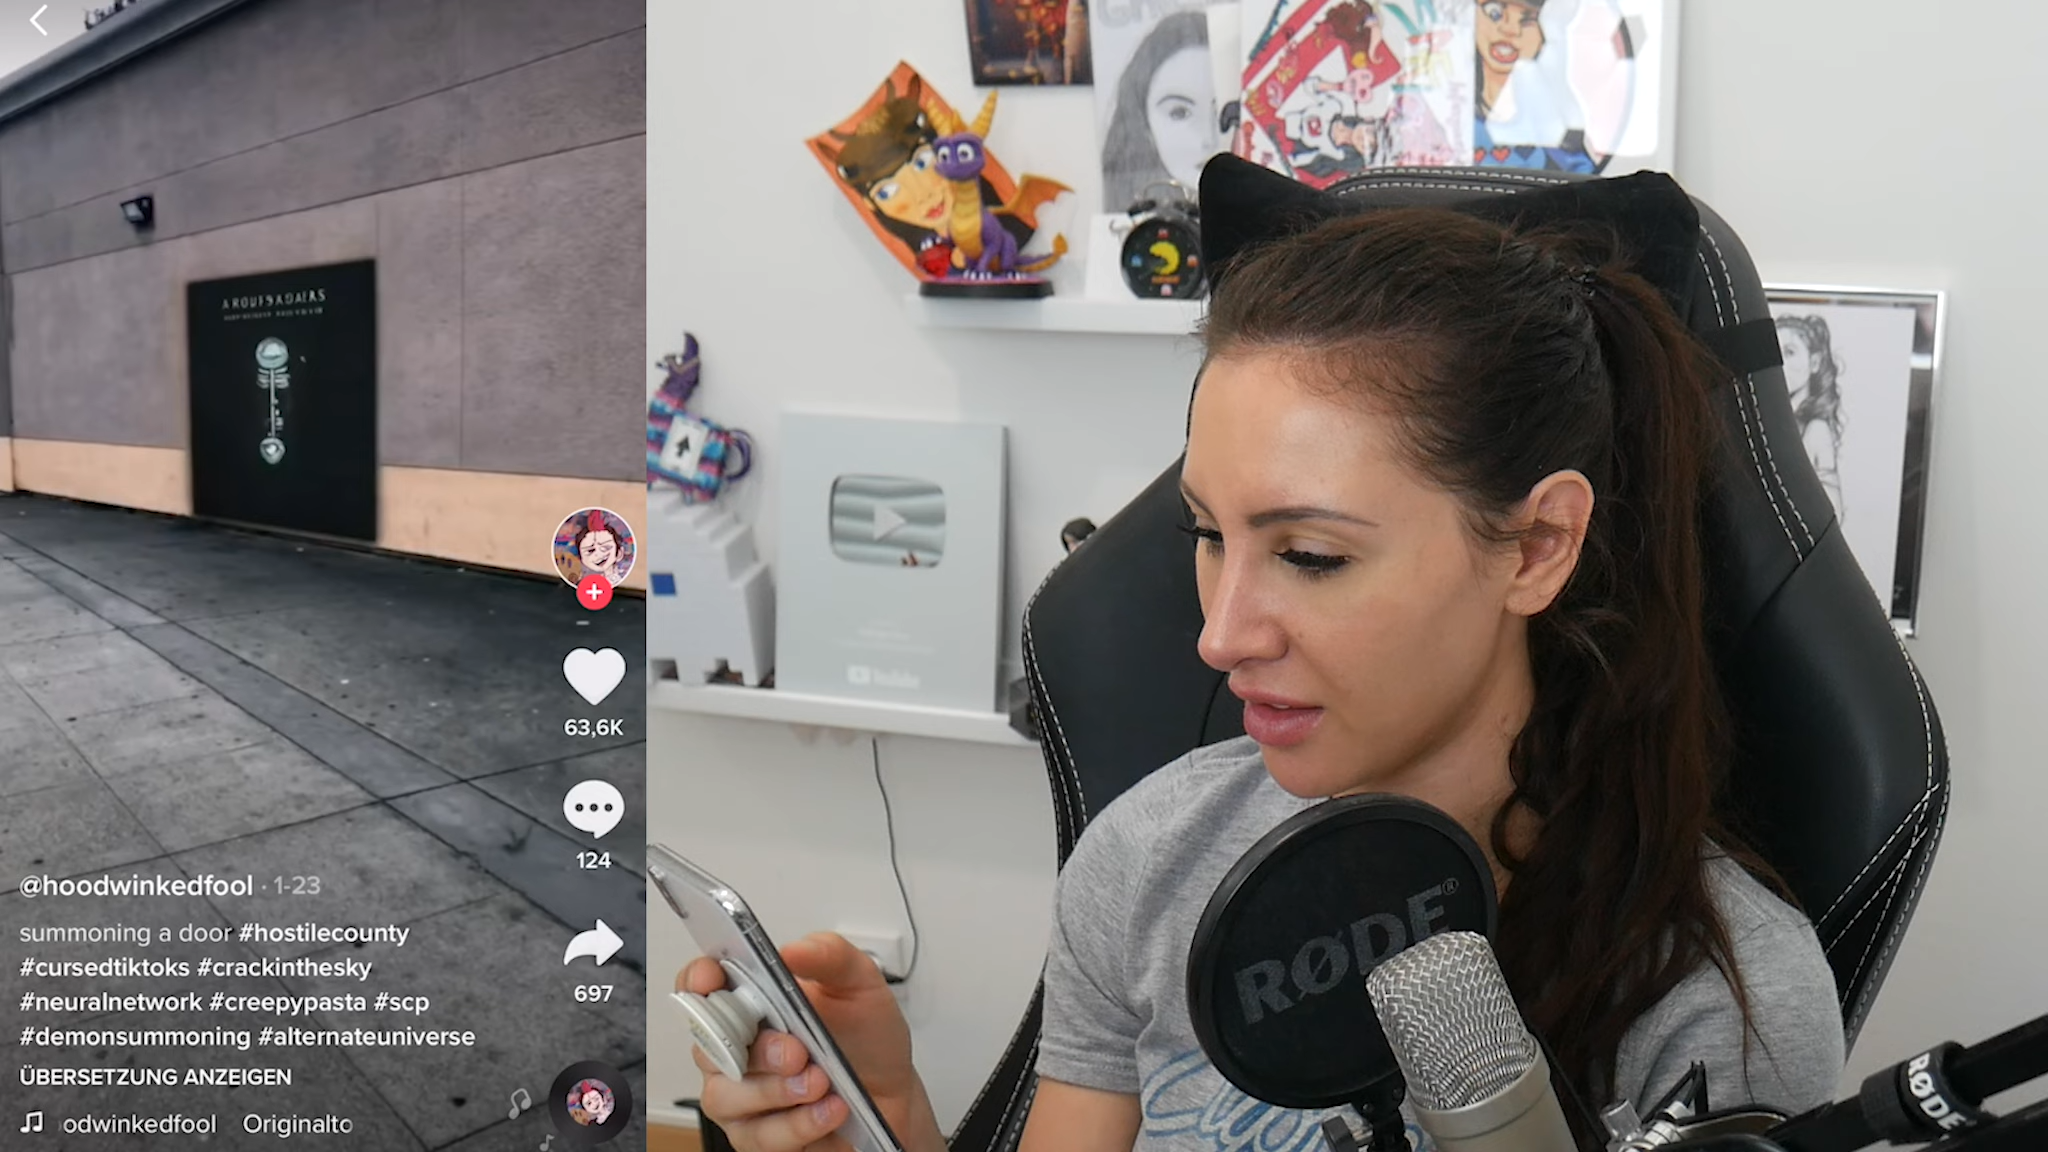 @hoodwinkedfool · 1-23
summoning a door #hostilecounty
#cursedtiktoks #crackinthesky
#neuralnetwork #creepypasta #scp
#demonsummoning #alternateuniverse
ÜBERSETZUNG ANZEIGEN
odwinkedfool Originalto
63,6K
124
697
YouTube
RØDE®
RØDE